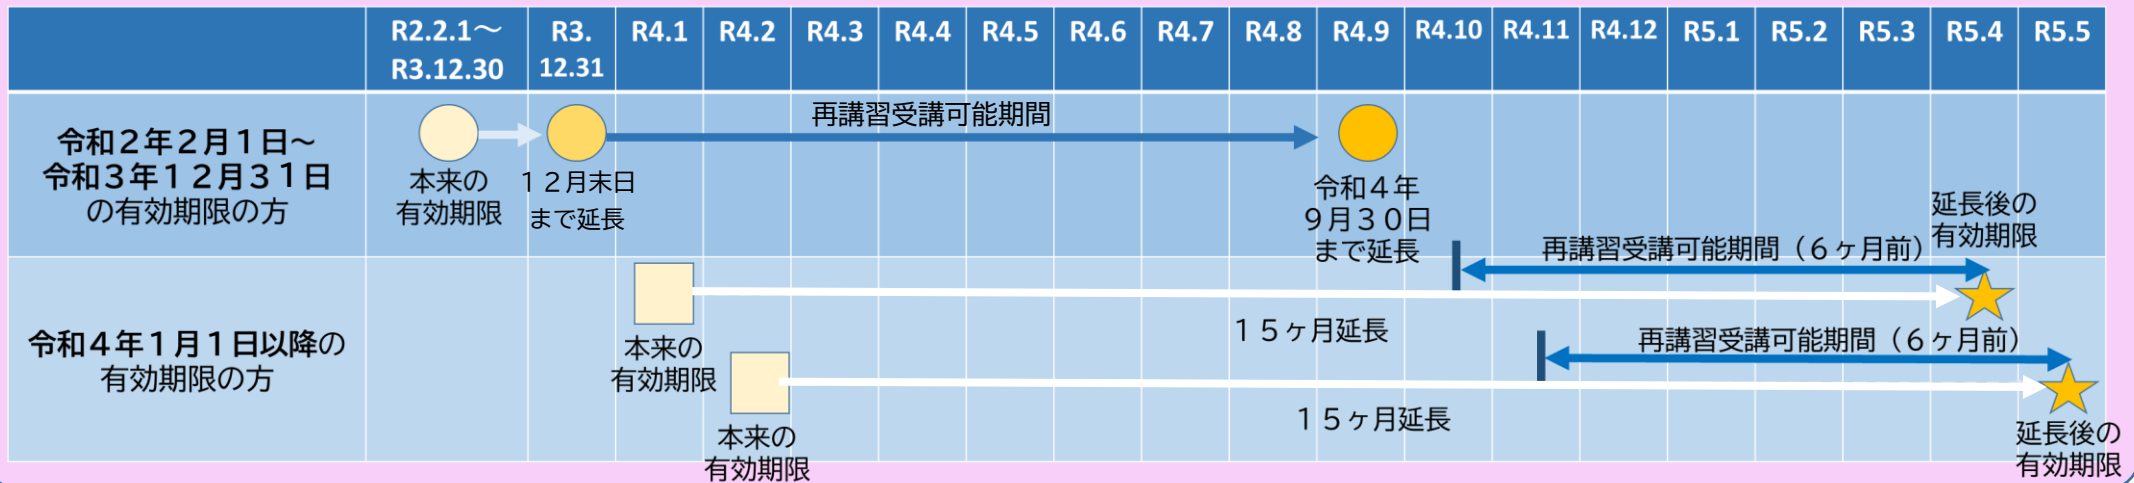 R2.2.1～
R3.12.30
R3.
12.31
R4.1
R4.2
R4.3
R4.4
R4.5
R4.6
R4.7
R4.8
R4.9
R4.10
R4.11
R4.12
R5.1
R5.2
R5.3
R5.4
R5.5
令和２年２月１日～
令和３年１２月３１日
の有効期限の方
本来の
有効期限
１２月末日
まで延長
再講習受講可能期間
令和４年
９月３０日
まで延長
令和４年１月１日以降の
有効期限の方
本来の
有効期限
１５ヶ月延長
再講習受講可能期間（６ヶ月前）
延長後の
有効期限
本来の
有効期限
１５ヶ月延長
再講習受講可能期間（６ヶ月前）
延長後の
有効期限